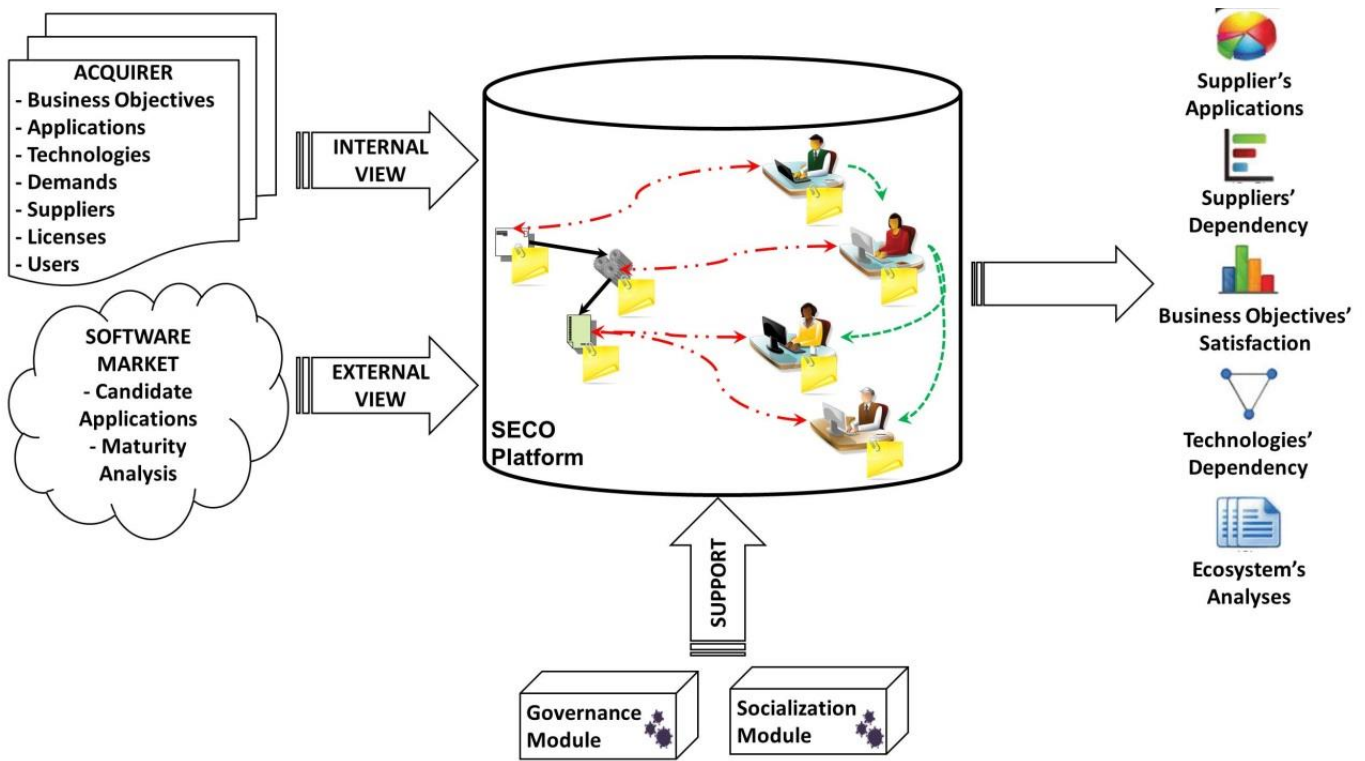 ACQUIRER
- Business Objectives
- Applications
- Technologies
- Demands
- Suppliers
- Licenses
- Users
INTERNAL
VIEW
SOFTWARE
MARKET
- Candidate
Applications
- Maturity
Analysis
EXTERNAL
VIEW
SECO
Platform
SUPPORT
Governance
Module
Socialization
Module
Supplier's
Applications
Suppliers'
Dependency
Business Objectives'
Satisfaction
Technologies'
Dependency
Ecosystem's
Analyses